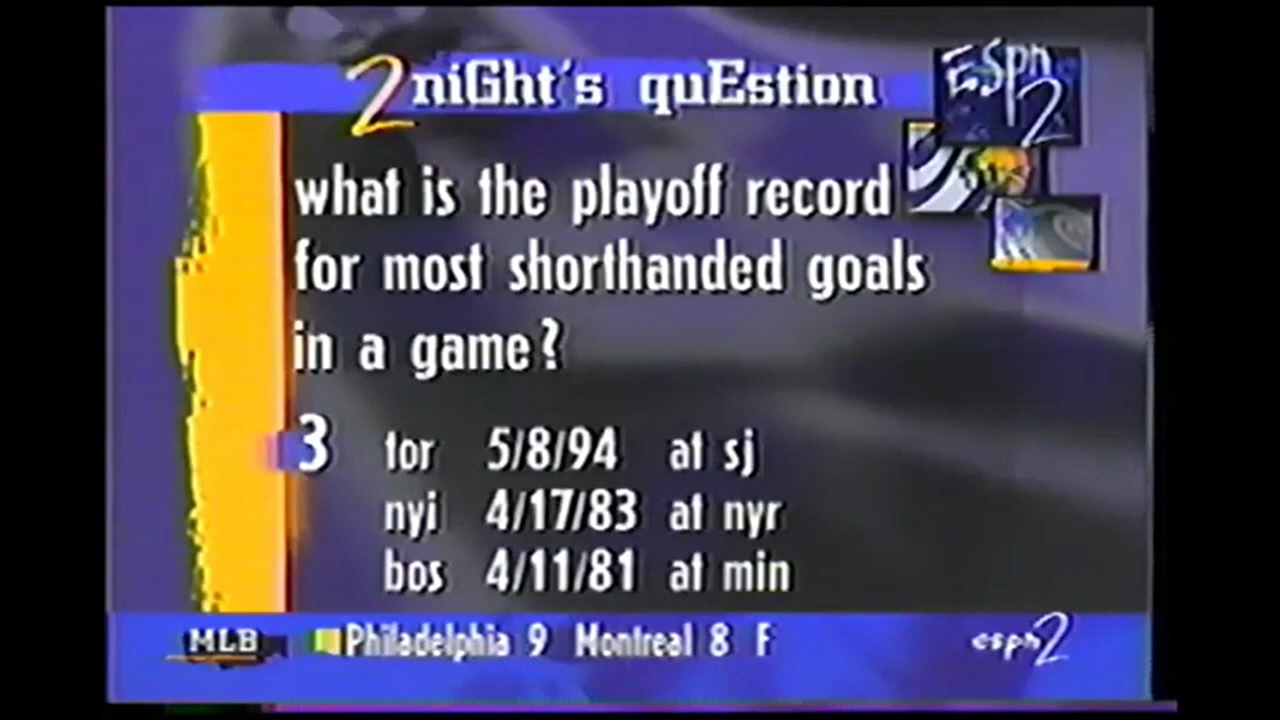 2niGht's quEstion
ESpn
2
what is the playoff record
for most shorthanded goals
in a game?
3 tor 5/8/94 at sj
nyi 4/17/83 at nyr
bos 4/11/81 at min
MLB Philadelphia 9 Montreal 8 F espn2